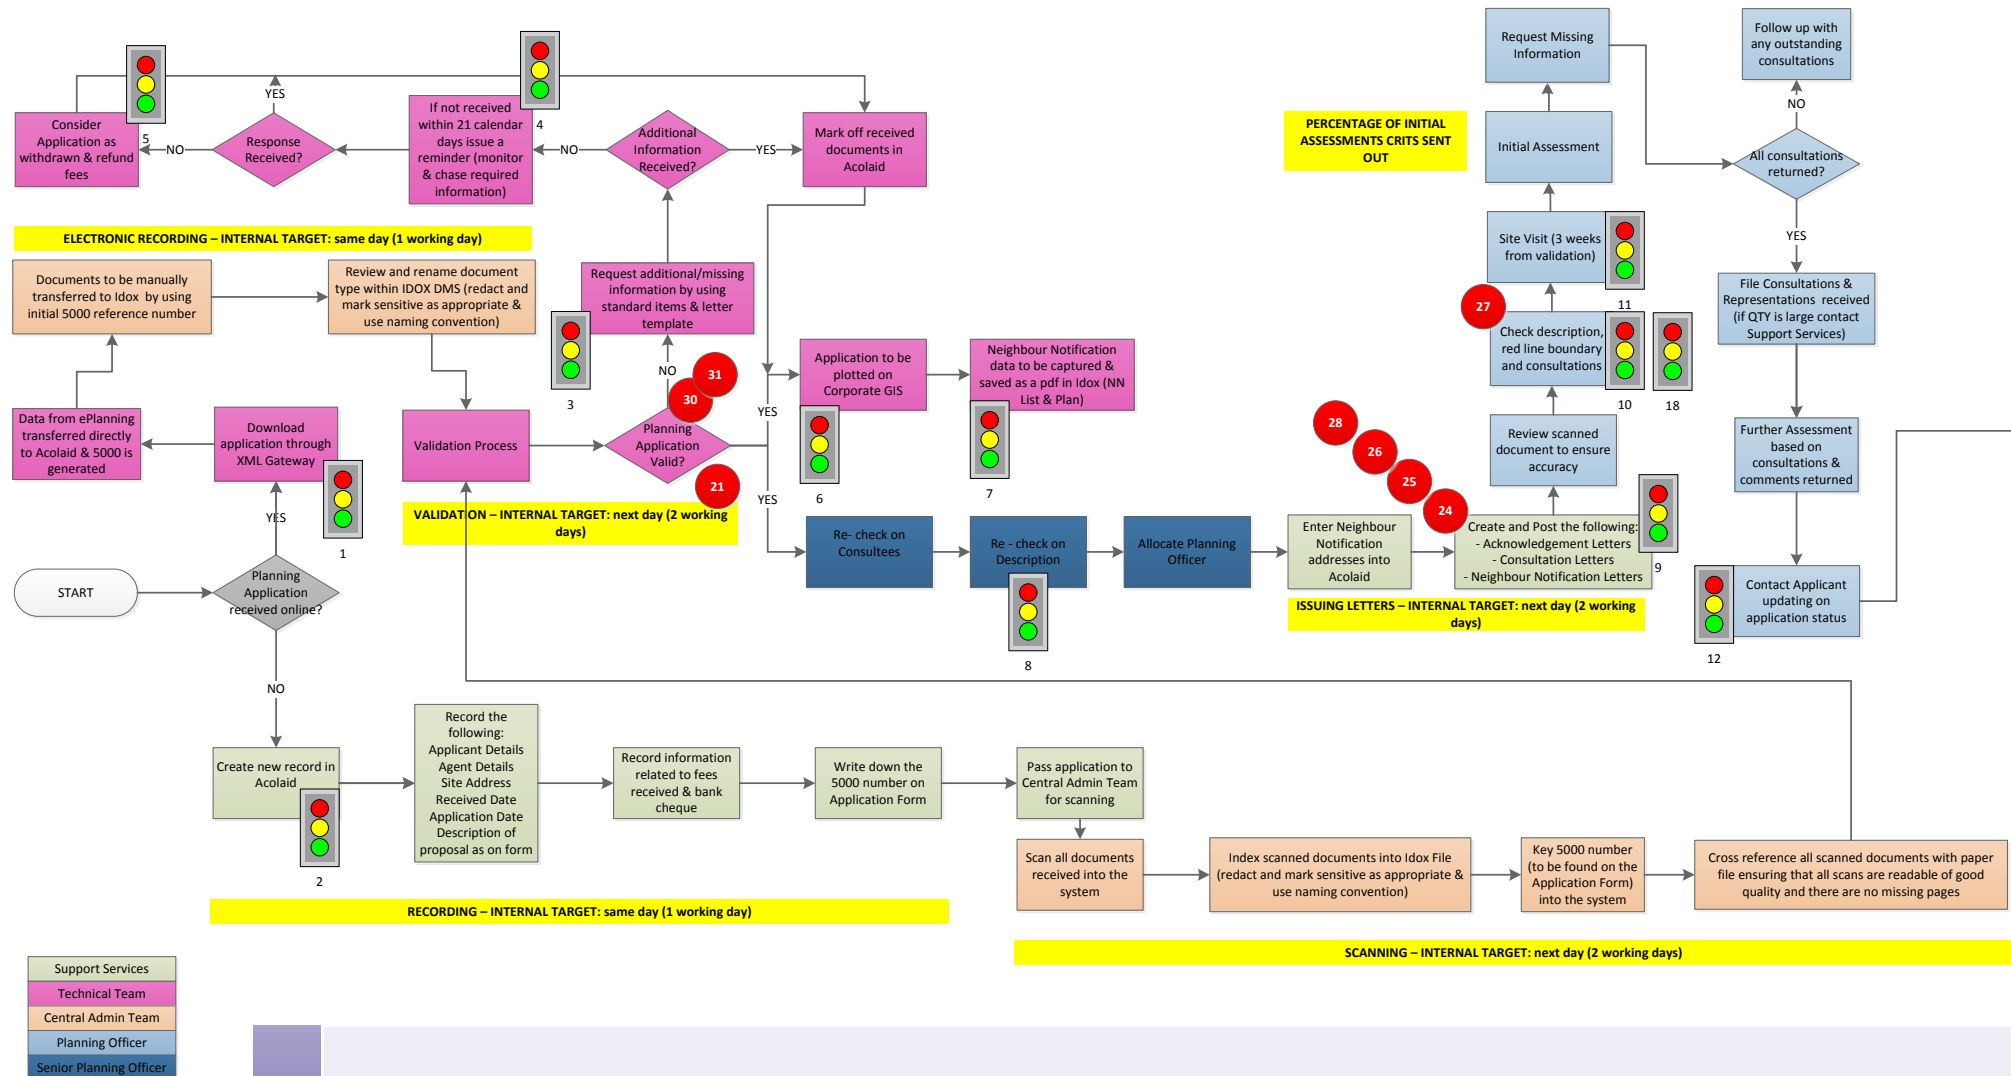 Request Missing
Information
Follow up with
any outstanding
consultations
YES
NO
5
4
Consider
Application as
withdrawn & refund
fees
NO
Response
Received?
If not received
within 21 calendar
days issue a
reminder (monitor
& chase required
information)
NO
Additional
Information
Received?
YES
Mark off received
documents in
Acolaid
PERCENTAGE OF INITIAL
ASSESSMENTS CRITS SENT
OUT
Initial Assessment
All consultations
returned?
YES
ELECTRONIC RECORDING – INTERNAL TARGET: same day (1 working day)
Documents to be manually
transferred to Idox by using
initial 5000 reference number
Review and rename document
type within IDOX DMS (redact and
mark sensitive as appropriate &
use naming convention)
Request additional/missing
information by using
standard items & letter
template
3
NO
31
30
Site Visit (3 weeks
from validation)
11
27
Check description,
red line boundary
and consultations
10
18
File Consultations &
Representations received
(if QTY is large contact
Support Services)
Application to be
plotted on
Corporate GIS
6
Neighbour Notification
data to be captured &
saved as a pdf in Idox (NN
List & Plan)
7
Data from ePlanning
transferred directly
to Acolaid & 5000 is
generated
Download
application through
XML Gateway
YES
1
Validation Process
Planning
Application
Valid?
YES
21
YES
28
26
25
24
Review scanned
document to ensure
accuracy
Further Assessment
based on
consultations &
comments returned
VALIDATION – INTERNAL TARGET: next day (2 working
days)
Re- check on
Consultees
Re - check on
Description
8
Allocate Planning
Officer
Enter Neighbour
Notification
addresses into
Acolaid
Create and Post the following:
- Acknowledgement Letters
- Consultation Letters
- Neighbour Notification Letters
9
START
Planning
Application
received online?
ISSUING LETTERS – INTERNAL TARGET: next day (2 working
days)
Contact Applicant
updating on
application status
12
NO
Create new record in
Acolaid
2
Record the
following:
Applicant Details
Agent Details
Site Address
Received Date
Application Date
Description of
proposal as on form
Record information
related to fees
received & bank
cheque
Write down the
5000 number on
Application Form
Pass application to
Central Admin Team
for scanning
Scan all documents
received into the
system
Index scanned documents into Idox File
(redact and mark sensitive as appropriate &
use naming convention)
Key 5000 number
(to be found on the
Application Form)
into the system
Cross reference all scanned documents with paper
file ensuring that all scans are readable of good
quality and there are no missing pages
RECORDING – INTERNAL TARGET: same day (1 working day)
SCANNING – INTERNAL TARGET: next day (2 working days)
Support Services
Technical Team
Central Admin Team
Planning Officer
Senior Planning Officer